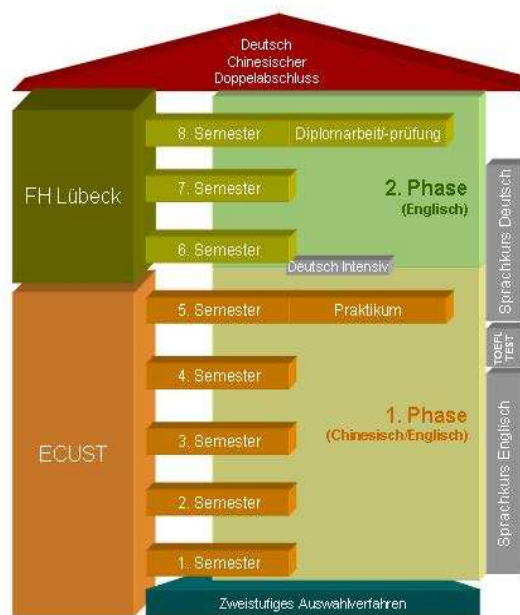 Deutsch
Chinesischer
Doppelabschluss
FH Lübeck
8. Semester
Diplomarbeit/-prüfung
7. Semester
2. Phase
(Englisch)
6. Semester
Deutsch Intensiv
Sprachkurs Deutsch
ECUST
5. Semester
Praktikum
TOEFL
TEST
4. Semester
1. Phase
(Chinesisch/Englisch)
3. Semester
2. Semester
1. Semester
Sprachkurs Englisch
Zweistufiges Auswahlverfahren